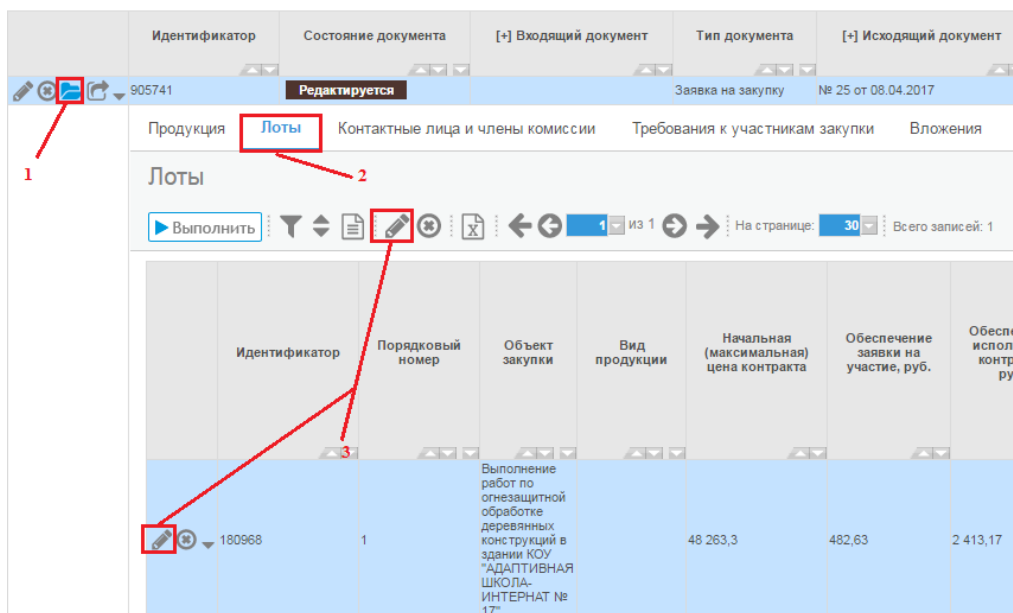 Идентификатор Состояние документа [+] Входящий документ Тип документа [+] Исходящий документ
905741 Редактируется Заявка на закупку № 25 от 08.04.2017
Продукция Лоты Контактные лица и члены комиссии Требования к участникам закупки Вложения
1
2
Лоты
Выполнить X 1 из 1 На странице: 30 Всего записей: 1
Идентификатор
Порядковый
номер
Объект
закупки
Вид
продукции
Начальная
(максимальная)
цена контракта
Обеспечение
заявки на
участие, руб.
3
180968 1
Выполнение
работ по
огнезащитной
обработке
деревянных
конструкций в
здании КОУ
"АДАПТИВНАЯ
ШКОЛА-
ИНТЕРНАТ №
17"
48 263,3 482,63 2 413,17